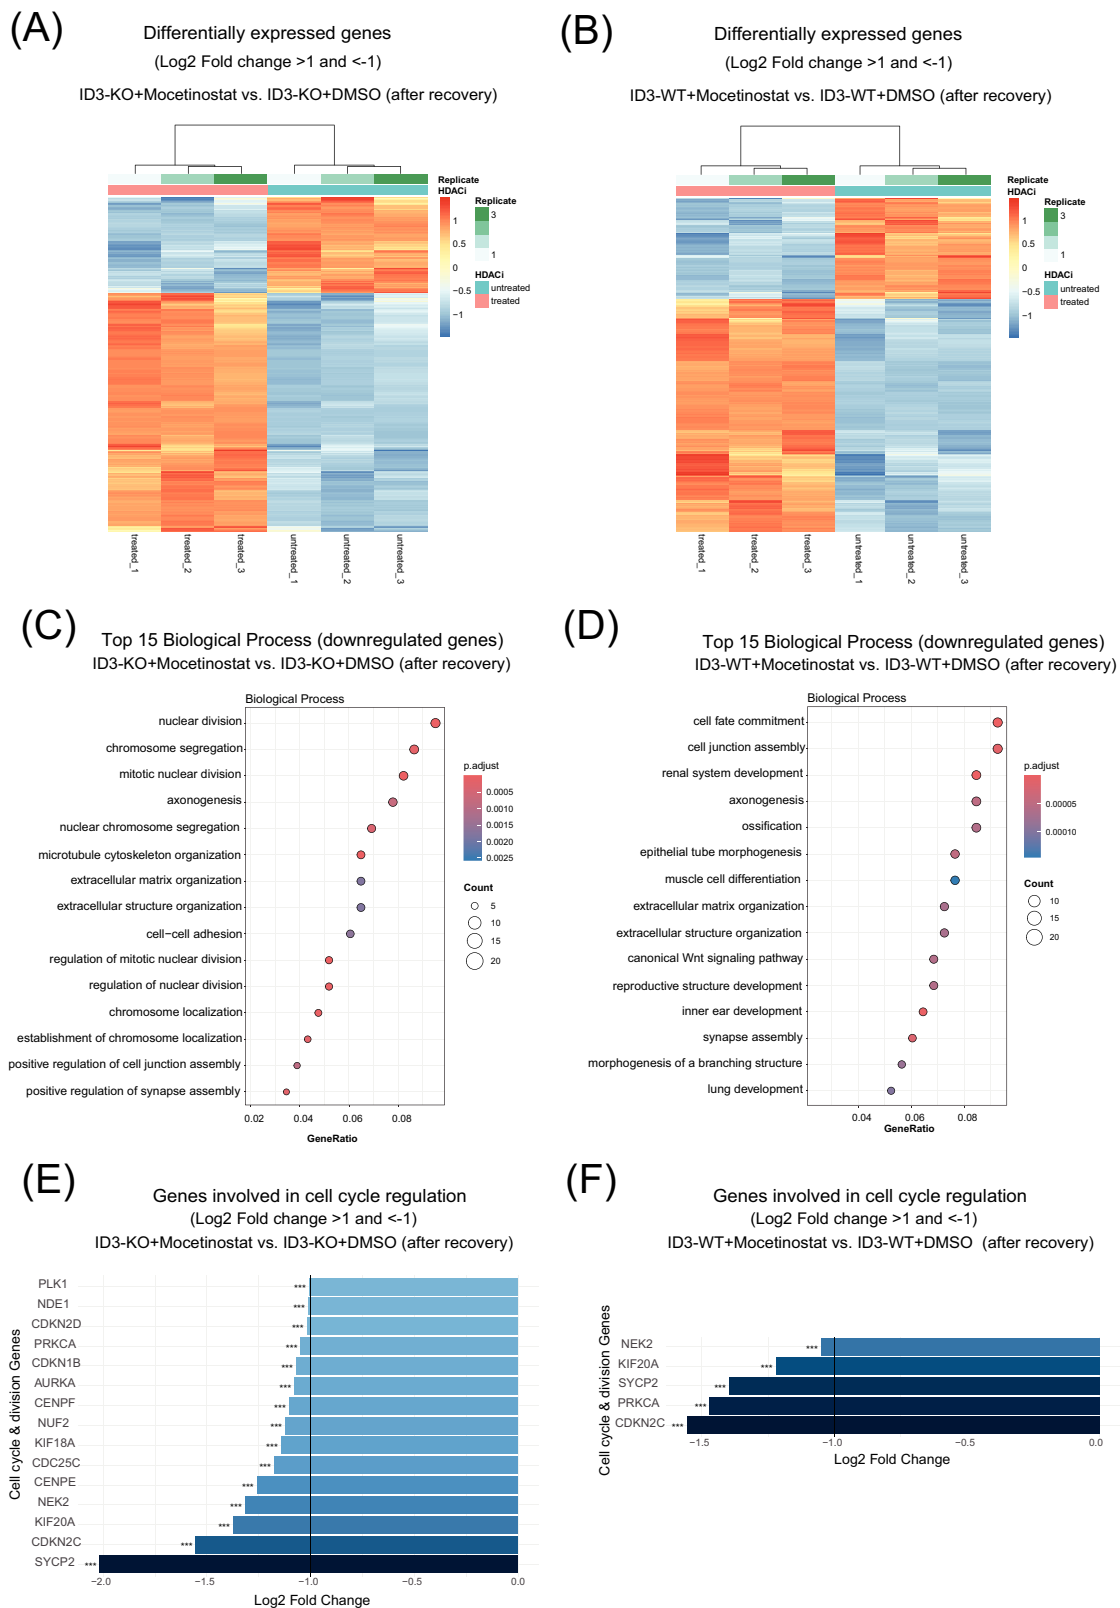 (A)
Differentially expressed genes
(Log2 Fold change >1 and <-1)
ID3-KO+Mocetinostat vs. ID3-KO+DMSO (after recovery)
Replicate
HDACi
1
0.5
0
−0.5
−1
Replicate
3
1
HDACi
untreated
treated
treated_1
treated_2
treated_3
untreated_1
untreated_2
untreated_3
(B)
Differentially expressed genes
(Log2 Fold change >1 and <-1)
ID3-WT+Mocetinostat vs. ID3-WT+DMSO (after recovery)
Replicate
HDACi
1
0.5
0
−0.5
−1
Replicate
3
1
HDACi
untreated
treated
treated_1
treated_2
treated_3
untreated_1
untreated_2
untreated_3
(C)
Top 15 Biological Process (downregulated genes)
ID3-KO+Mocetinostat vs. ID3-KO+DMSO (after recovery)
Biological Process
nuclear division
chromosome segregation
mitotic nuclear division
axonogenesis
nuclear chromosome segregation
microtubule cytoskeleton organization
extracellular matrix organization
extracellular structure organization
cell−cell adhesion
regulation of mitotic nuclear division
regulation of nuclear division
chromosome localization
establishment of chromosome localization
positive regulation of cell junction assembly
positive regulation of synapse assembly
0.02 0.04 0.06 0.08
GeneRatio
p.adjust
0.0005
0.0010
0.0015
0.0020
0.0025
Count
5
10
15
20
(D)
Top 15 Biological Process (downregulated genes)
ID3-WT+Mocetinostat vs. ID3-WT+DMSO (after recovery)
Biological Process
cell fate commitment
cell junction assembly
renal system development
axonogenesis
ossification
epithelial tube morphogenesis
muscle cell differentiation
extracellular matrix organization
extracellular structure organization
canonical Wnt signaling pathway
reproductive structure development
inner ear development
synapse assembly
morphogenesis of a branching structure
lung development
0.04 0.06 0.08
GeneRatio
p.adjust
0.00005
0.00010
Count
10
15
20
(E)
Genes involved in cell cycle regulation
(Log2 Fold change >1 and <-1)
ID3-KO+Mocetinostat vs. ID3-KO+DMSO (after recovery)
Cell cycle & division Genes
PLK1 ***
NDE1 ***
CDKN2D ***
PRKCA ***
CDKN1B ***
AURKA ***
CENPF ***
NUF2 ***
KIF18A ***
CDC25C ***
CENPE ***
NEK2 ***
KIF20A ***
CDKN2C ***
SYCP2 ***
−2.0 −1.5 −1.0 −0.5 0.0
Log2 Fold Change
(F)
Genes involved in cell cycle regulation
(Log2 Fold change >1 and <-1)
ID3-WT+Mocetinostat vs. ID3-WT+DMSO (after recovery)
Cell cycle & division Genes
NEK2 ***
KIF20A ***
SYCP2 ***
PRKCA ***
CDKN2C ***
−1.5 −1.0 −0.5 0.0
Log2 Fold Change